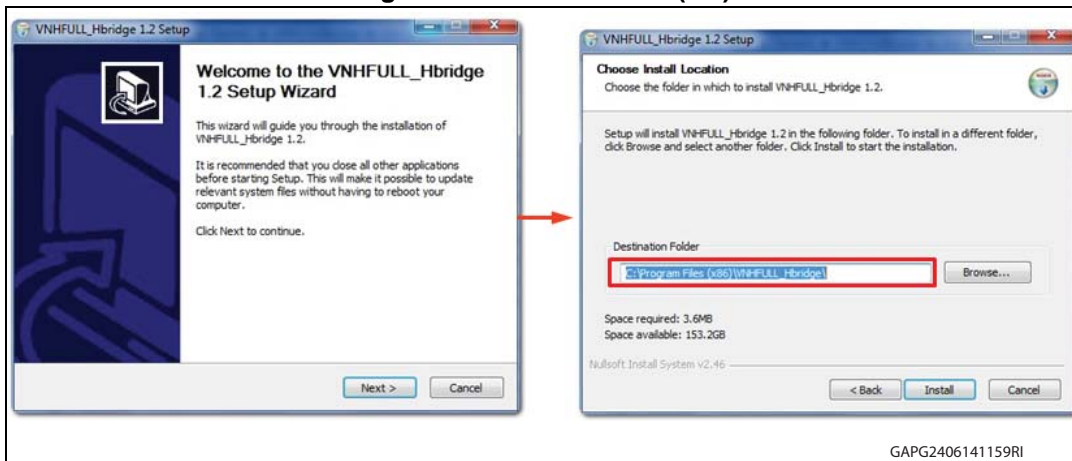 VNHFULL_Hbridge 1.2 Setup
Welcome to the VNHFULL_Hbridge
1.2 Setup Wizard
This wizard will guide you through the installation of
VNHFULL_Hbridge 1.2.
It is recommended that you close all other applications
before starting Setup. This will make it possible to update
relevant system files without having to reboot your
computer.
Click Next to continue.
Next >
Cancel
VNHFULL_Hbridge 1.2 Setup
Choose Install Location
Choose the folder in which to install VNHFULL_Hbridge 1.2.
Setup will install VNHFULL_Hbridge 1.2 in the following folder. To install in a different folder,
click Browse and select another folder. Click Install to start the installation.
Destination Folder
C:\Program Files (x86)\VNHFULL_Hbridge\
Browse...
Space required: 3.6MB
Space available: 153.2GB
Nullsoft Install System v2.46
< Back
Install
Cancel
GAPG2406141159RI